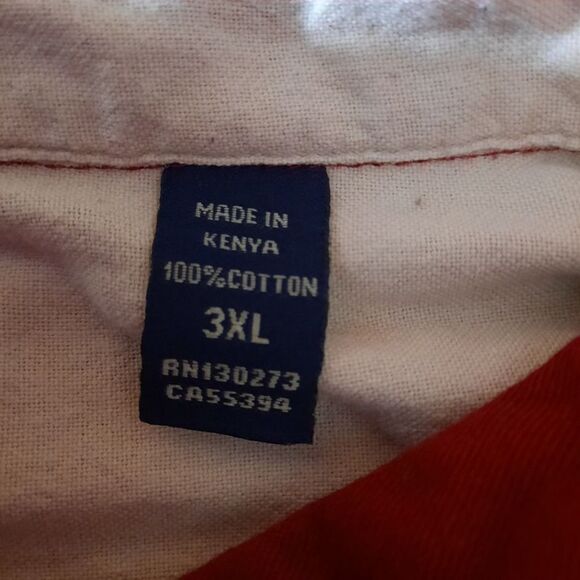 MADE IN
KENYA
100%COTTON
3XL
RN130273
CA55394